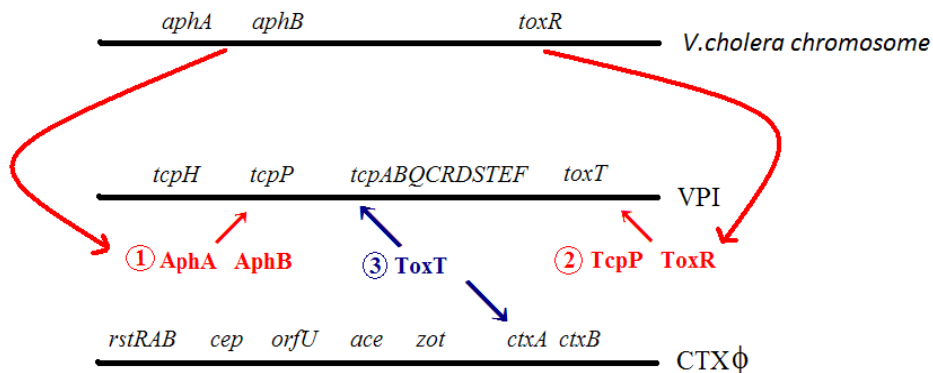 aphA aphB toxR
V.cholera chromosome
tcpH tcpP tcpABQCRDSTEF toxT
VPI
① AphA AphB ③ ToxT ② TcpP ToxR
rstRAB cep orfU ace zot ctxA ctxB
CTXϕ